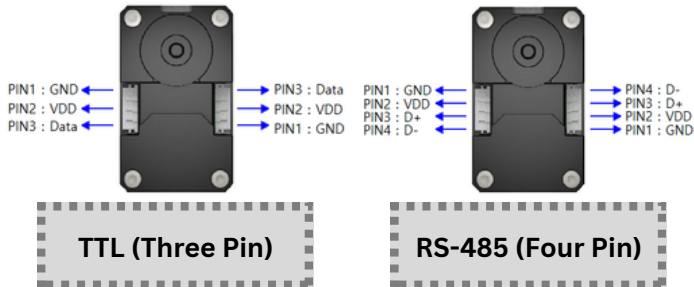 PIN1 : GND
PIN2 : VDD
PIN3 : Data
PIN3 : Data
PIN2 : VDD
PIN1 : GND
TTL (Three Pin)
PIN1 : GND
PIN2 : VDD
PIN3 : D+
PIN4 : D-
PIN4 : D-
PIN3 : D+
PIN2 : VDD
PIN1 : GND
RS-485 (Four Pin)